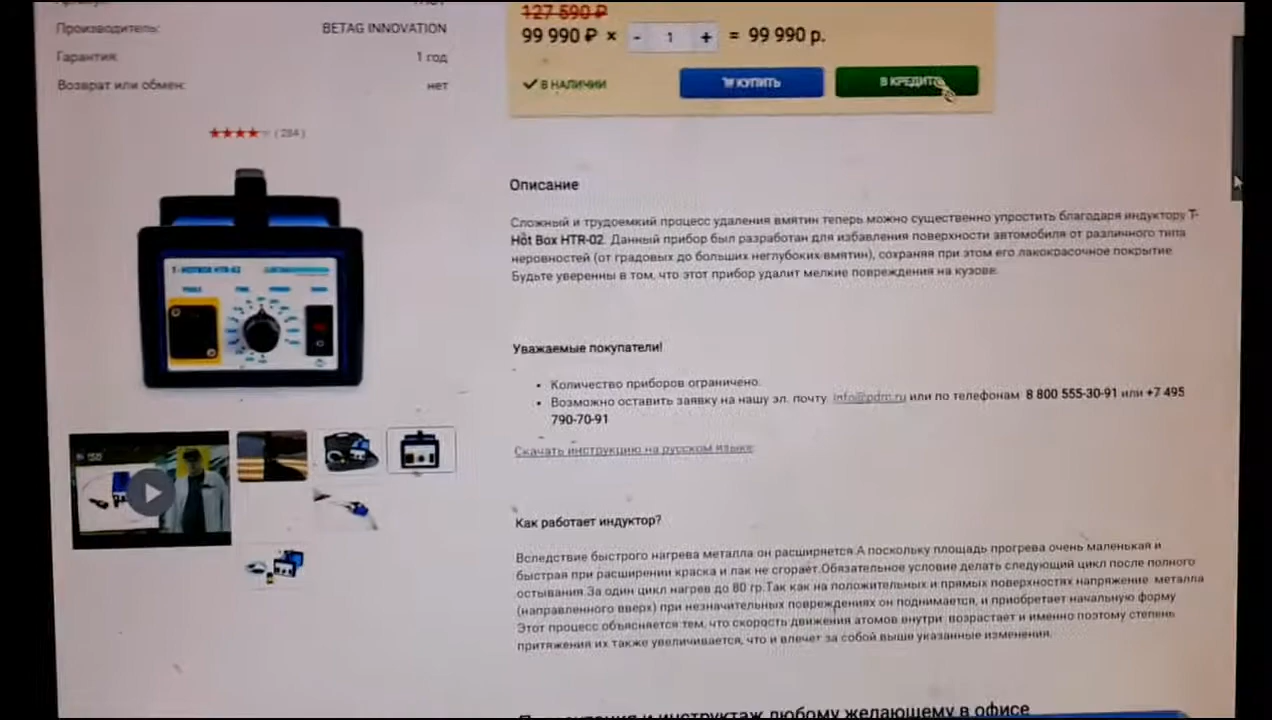 Производитель: BETAG INNOVATION
Гарантия: 1 год
Возврат или обмен: нет
(284)
127 590 ₽
99 990 ₽ × - 1 + = 99 990 р.
В НАЛИЧИИ
КУПИТЬ
В КРЕДИТ
T-HOTBOX HTR-02
Описание
Сложный и трудоемкий процесс удаления вмятин теперь можно существенно упростить благодаря индуктору T-
Hot Box HTR-02. Данный прибор был разработан для избавления поверхности автомобиля от различного типа
неровностей (от градовых до больших неглубоких вмятин), сохраняя при этом его лакокрасочное покрытие.
Будьте уверенны в том, что этот прибор удалит мелкие повреждения на кузове.
Уважаемые покупатели!
Количество приборов ограничено.
Возможно оставить заявку на нашу эл. почту info@pdrm.ru или по телефонам 8 800 555-30-91 или +7 495
790-70-91
Скачать инструкцию на русском языке
Как работает индуктор?
Вследствие быстрого нагрева металла он расширяется.А поскольку площадь прогрева очень маленькая и
быстрая при расширении краска и лак не сгорает.Обязательное условие делать следующий цикл после полного
остывания.За один цикл нагрев до 80 гр.Так как на положительных и прямых поверхностях напряжение металла
(направленного вверх) при незначительных повреждениях он поднимается, и приобретает начальную форму
Этот процесс объясняется тем, что скорость движения атомов внутри возрастает и именно поэтому степень
притяжения их также увеличивается, что и влечет за собой выше указанные изменения.
и инструктаж любому желающему в офисе